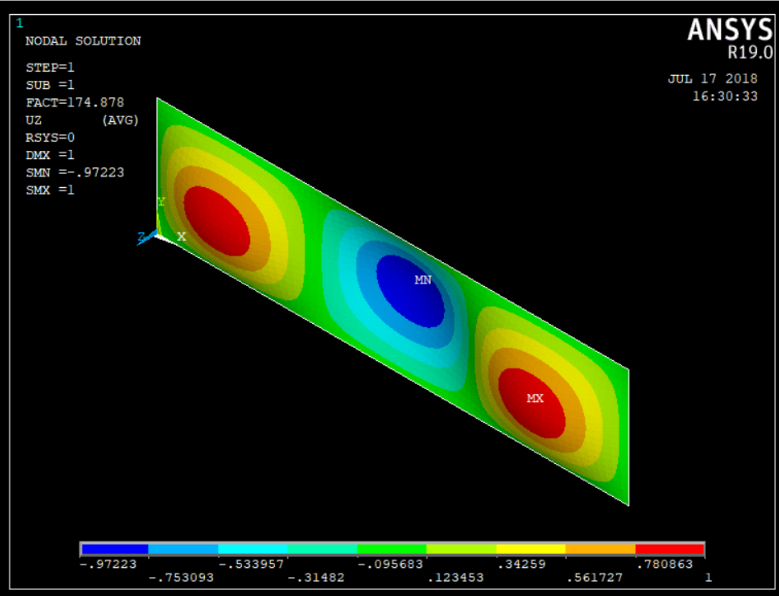 1
NODAL SOLUTION
STEP=1
SUB =1
FACT=174.878
UZ (AVG)
RSYS=0
DMX =1
SMN =-.97223
SMX =1
ANSYS
R19.0
JUL 17 2018
16:30:33
Y
Z X
MN
MX
-.97223 -.533957 -.095683 .34259 .780863
-.753093 -.31482 .123453 .561727 1